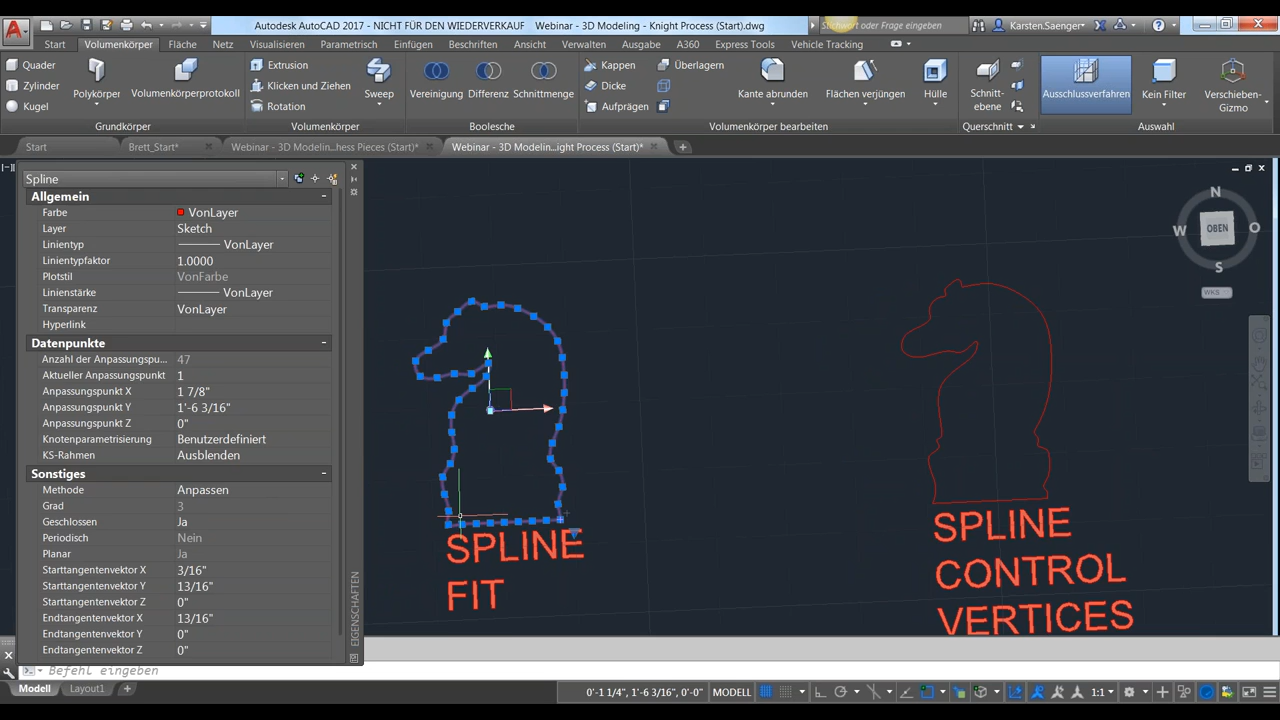 Autodesk AutoCAD 2017 - NICHT FÜR DEN WIEDERVERKAUF Webinar - 3D Modeling - Knight Process (Start).dwg
Stichwort oder Frage eingeben
Karsten.Saenger
Start Volumenkörper Fläche Netz Visualisieren Parametrisch Einfügen Beschriften Ansicht Verwalten Ausgabe A360 Express Tools Vehicle Tracking
Quader
Zylinder
Kugel
Polykörper
Volumenkörperprotokoll
Grundkörper
Extrusion
Klicken und Ziehen
Rotation
Sweep
Volumenkörper
Vereinigung
Differenz
Schnittmenge
Boolesche
Kappen
Dicke
Aufprägen
Überlagern
Kante abrunden
Flächen verjüngen
Hülle
Volumenkörper bearbeiten
Schnitt-
ebene
Querschnitt
Ausschlussverfahren
Kein Filter
Verschieben-
Gizmo
Auswahl
Start
Brett_Start*
Webinar - 3D Modelin...hess Pieces (Start)*
Webinar - 3D Modelin...ight Process (Start)*
Spline
Allgemein
Farbe VonLayer
Layer Sketch
Linientyp VonLayer
Linientypfaktor 1.0000
Plotstil VonFarbe
Linienstärke VonLayer
Transparenz VonLayer
Hyperlink
Datenpunkte
Anzahl der Anpassungspu... 47
Aktueller Anpassungspunkt 1
Anpassungspunkt X 1 7/8"
Anpassungspunkt Y 1'-6 3/16"
Anpassungspunkt Z 0"
Knotenparametrisierung Benutzerdefiniert
KS-Rahmen Ausblenden
Sonstiges
Methode Anpassen
Grad 3
Geschlossen Ja
Periodisch Nein
Planar Ja
Starttangentenvektor X 3/16"
Starttangentenvektor Y 13/16"
Starttangentenvektor Z 0"
Endtangentenvektor X 13/16"
Endtangentenvektor Y 0"
Endtangentenvektor Z 0"
EIGENSCHAFTEN
SPLINE
FIT
SPLINE
CONTROL
VERTICES
N
W OBEN O
S
WKS
Befehl eingeben
Modell Layout1
0'-1 1/4", 1'-6 3/16", 0'-0" MODELL
1:1